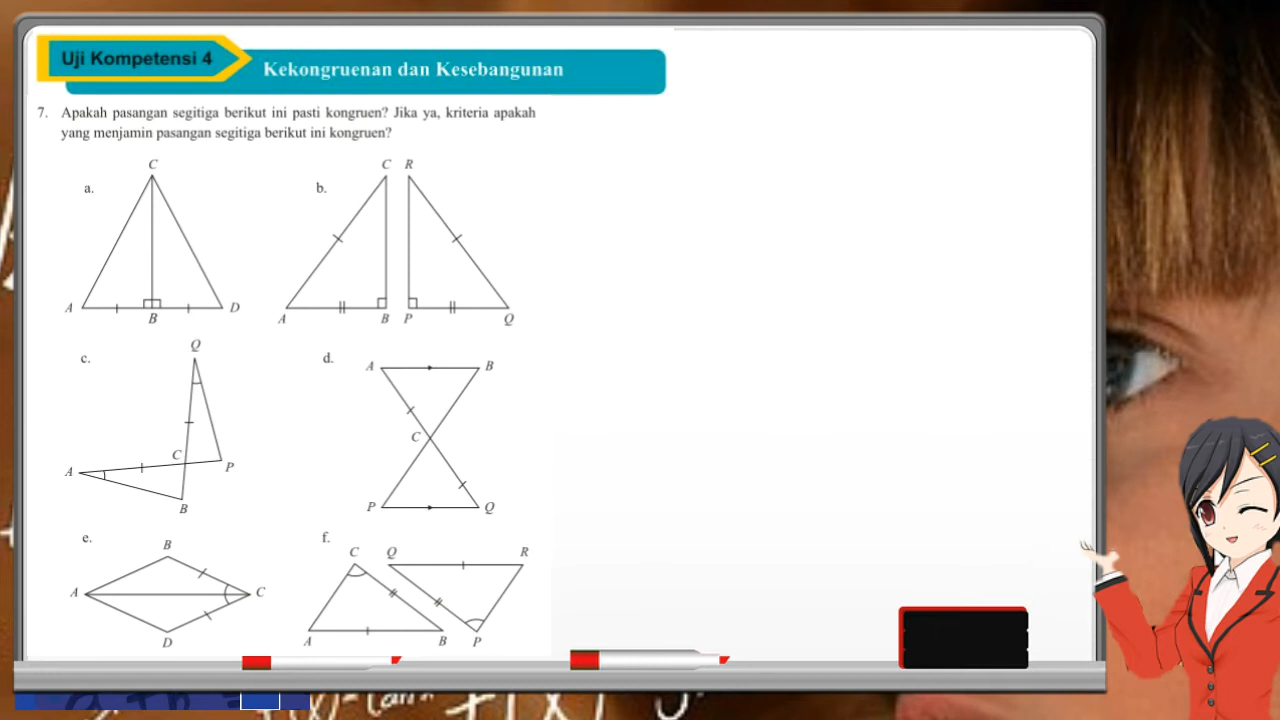 Uji Kompetensi 4
Kekongruenan dan Kesebangunan
7. Apakah pasangan segitiga berikut ini pasti kongruen? Jika ya, kriteria apakah
yang menjamin pasangan segitiga berikut ini kongruen?
a.
C
A
B
D
b.
C R
A
B P
Q
c.
Q
C
A
P
B
d.
A
B
C
P
Q
e.
B
A
C
D
f.
C Q R
A B P